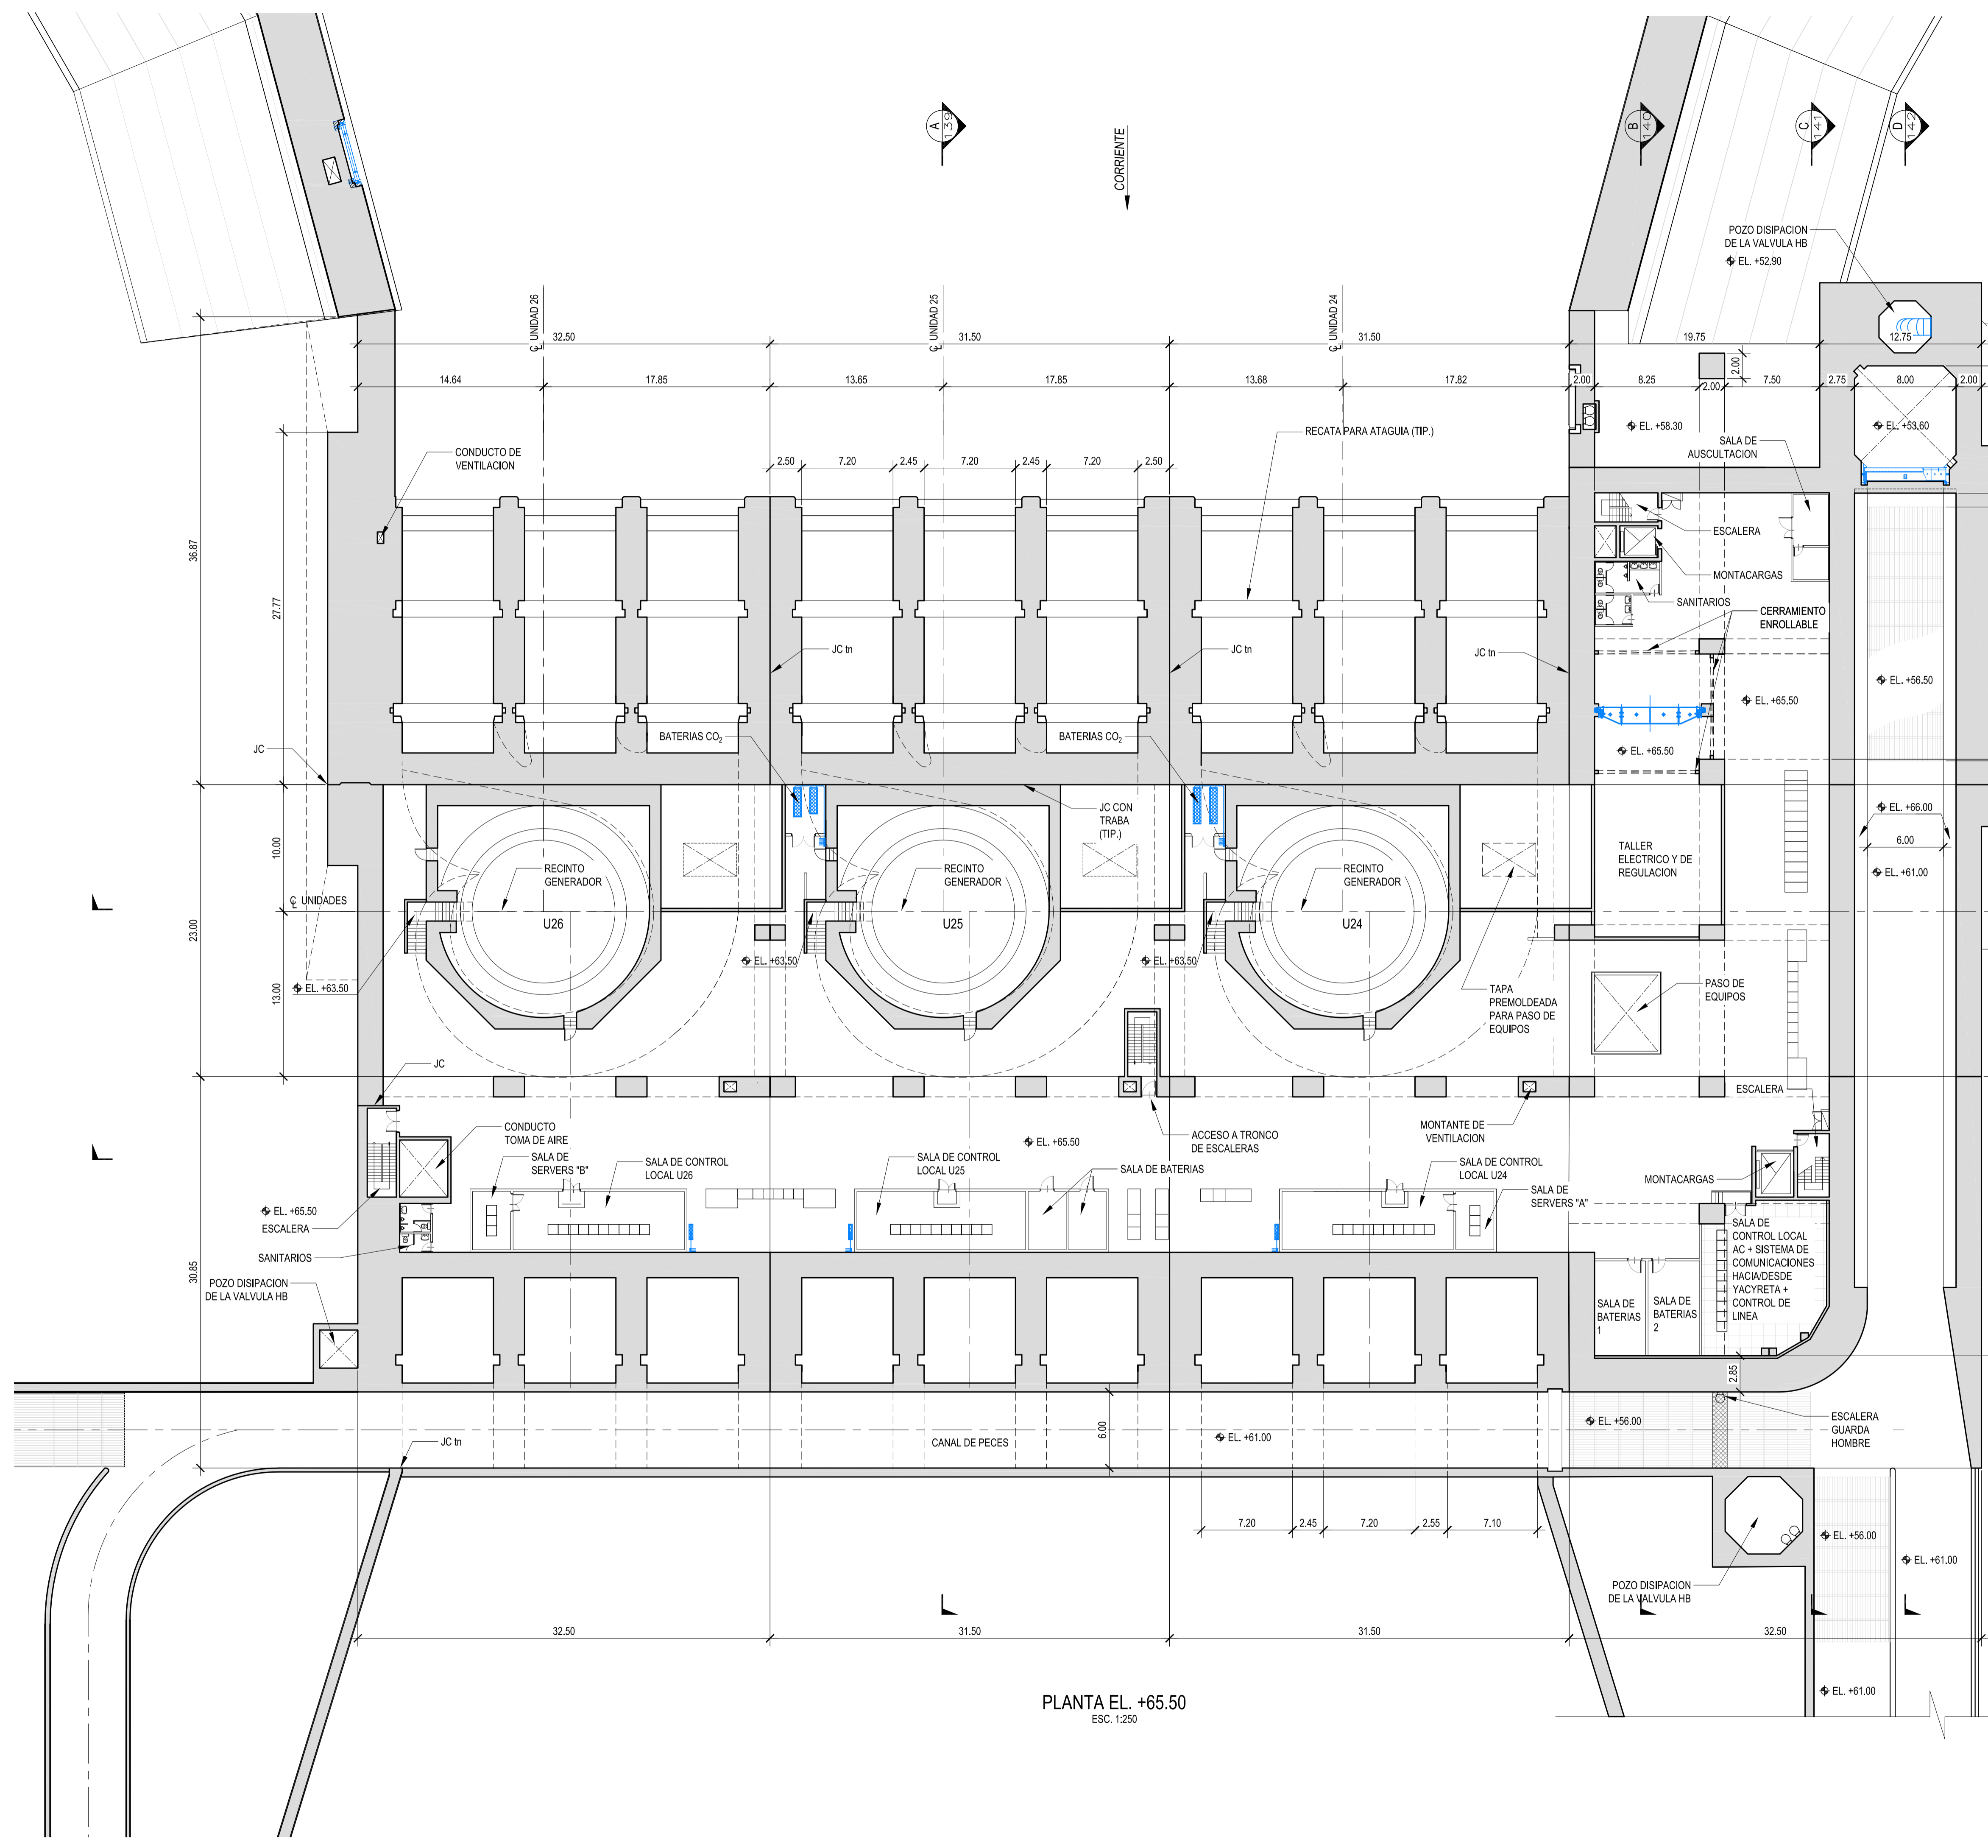 A
139
CORRIENTE
B
140
C
141
D
142
POZO DISIPACION
DE LA VALVULA HB
EL. +52.90
℄ UNIDAD 26
℄ UNIDAD 25
℄ UNIDAD 24
32.50
31.50
31.50
19.75
12.75
14.64
17.85
13.65
17.85
13.68
17.82
2.00
8.25
2.00
2.00
7.50
2.75
8.00
2.00
CONDUCTO DE
VENTILACION
RECATA PARA ATAGUIA (TIP.)
EL. +58.30
EL. +53.60
SALA DE
AUSCULTACION
2.50
7.20
2.45
7.20
2.45
7.20
2.50
36.87
27.77
ESCALERA
MONTACARGAS
SANITARIOS
CERRAMIENTO
ENROLLABLE
JC tn
JC tn
JC tn
EL. +56.50
EL. +65.50
EL. +65.50
JC
BATERIAS CO2
BATERIAS CO2
JC CON
TRABA
(TIP.)
EL. +66.00
6.00
EL. +61.00
TALLER
ELECTRICO Y DE
REGULACION
10.00
23.00
13.00
℄ UNIDADES
RECINTO
GENERADOR
U26
RECINTO
GENERADOR
U25
RECINTO
GENERADOR
U24
EL. +63.50
EL. +63.50
EL. +63.50
TAPA
PREMOLDEADA
PARA PASO DE
EQUIPOS
PASO DE
EQUIPOS
JC
ESCALERA
CONDUCTO
TOMA DE AIRE
SALA DE
SERVERS "B"
SALA DE CONTROL
LOCAL U26
EL. +65.50
SALA DE CONTROL
LOCAL U25
SALA DE BATERIAS
ACCESO A TRONCO
DE ESCALERAS
MONTANTE DE
VENTILACION
SALA DE CONTROL
LOCAL U24
SALA DE
SERVERS "A"
MONTACARGAS
EL. +65.50
ESCALERA
SANITARIOS
POZO DISIPACION
DE LA VALVULA HB
30.85
SALA DE
CONTROL LOCAL
AC + SISTEMA DE
COMUNICACIONES
HACIA/DESDE
YACYRETA +
CONTROL DE
LINEA
SALA DE
BATERIAS
1
SALA DE
BATERIAS
2
2.85
JC tn
CANAL DE PECES
6.00
EL. +61.00
EL. +56.00
ESCALERA
GUARDA
HOMBRE
7.20
2.45
7.20
2.55
7.10
EL. +56.00
EL. +61.00
POZO DISIPACION
DE LA VALVULA HB
32.50
31.50
31.50
32.50
EL. +61.00
PLANTA EL. +65.50
ESC. 1:250